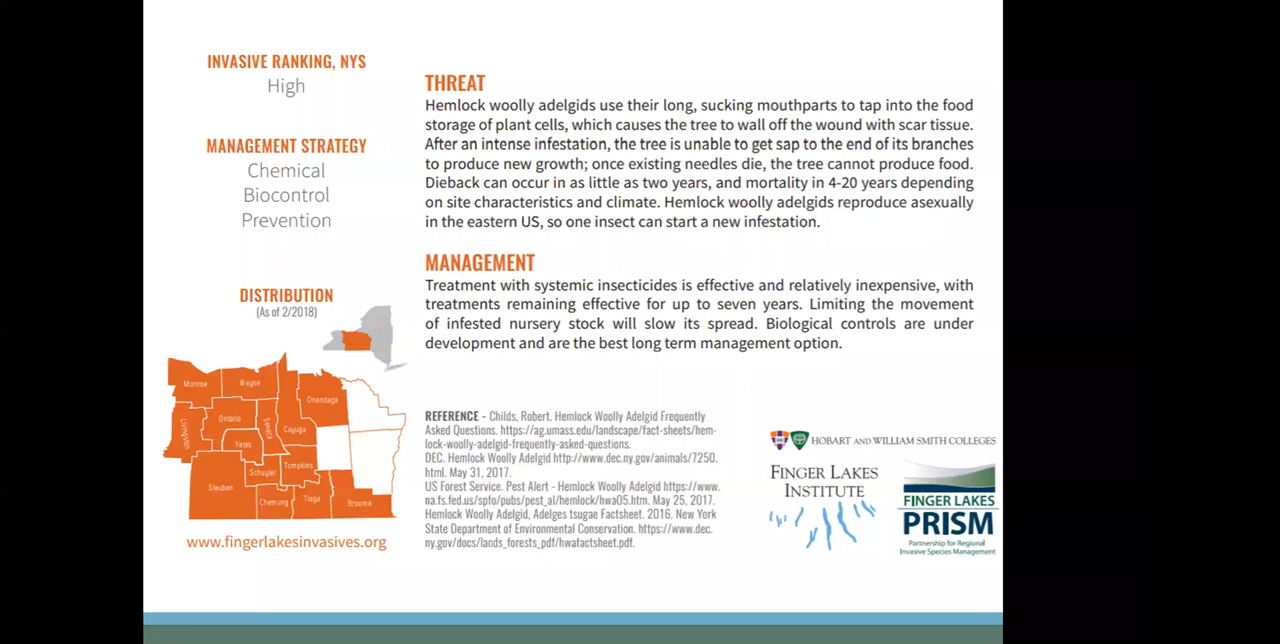 INVASIVE RANKING, NYS
High
MANAGEMENT STRATEGY
Chemical
Biocontrol
Prevention
DISTRIBUTION
(As of 2/2018)
Monroe
Wayne
Onondaga
Ontario
Livingston
Seneca
Cayuga
Yates
Schuyler
Tompkins
Steuben
Chemung
Tioga
Broome
www.fingerlakesinvasives.org
THREAT
Hemlock woolly adelgids use their long, sucking mouthparts to tap into the food
storage of plant cells, which causes the tree to wall off the wound with scar tissue.
After an intense infestation, the tree is unable to get sap to the end of its branches
to produce new growth; once existing needles die, the tree cannot produce food.
Dieback can occur in as little as two years, and mortality in 4-20 years depending
on site characteristics and climate. Hemlock woolly adelgids reproduce asexually
in the eastern US, so one insect can start a new infestation.
MANAGEMENT
Treatment with systemic insecticides is effective and relatively inexpensive, with
treatments remaining effective for up to seven years. Limiting the movement
of infested nursery stock will slow its spread. Biological controls are under
development and are the best long term management option.
REFERENCE - Childs, Robert. Hemlock Woolly Adelgid Frequently
Asked Questions. https://ag.umass.edu/landscape/fact-sheets/hem-
lock-woolly-adelgid-frequently-asked-questions.
DEC. Hemlock Woolly Adelgid http://www.dec.ny.gov/animals/7250.
html. May 31, 2017.
US Forest Service. Pest Alert - Hemlock Woolly Adelgid https://www.
na.fs.fed.us/spfo/pubs/pest_al/hemlock/hwa05.htm. May 25, 2017.
Hemlock Woolly Adelgid, Adelges tsugae Factsheet. 2016. New York
State Department of Environmental Conservation. https://www.dec.
ny.gov/docs/lands_forests_pdf/hwafactsheet.pdf.
HOBART AND WILLIAM SMITH COLLEGES
FINGER LAKES
INSTITUTE
FINGER LAKES
PRISM
Partnership for Regional
Invasive Species Management